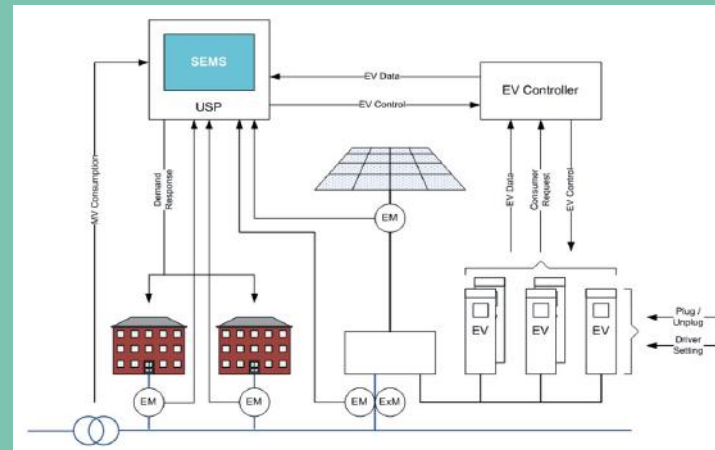 SEMS
USP
EV Data
EV Control
EV Controller
MV Consumption
Demand
Response
EV Data
Consumer
Request
EV Control
EM
EV
EV
EV
Plug /
Unplug
Driver
Setting
EM
EM
EM
ExM